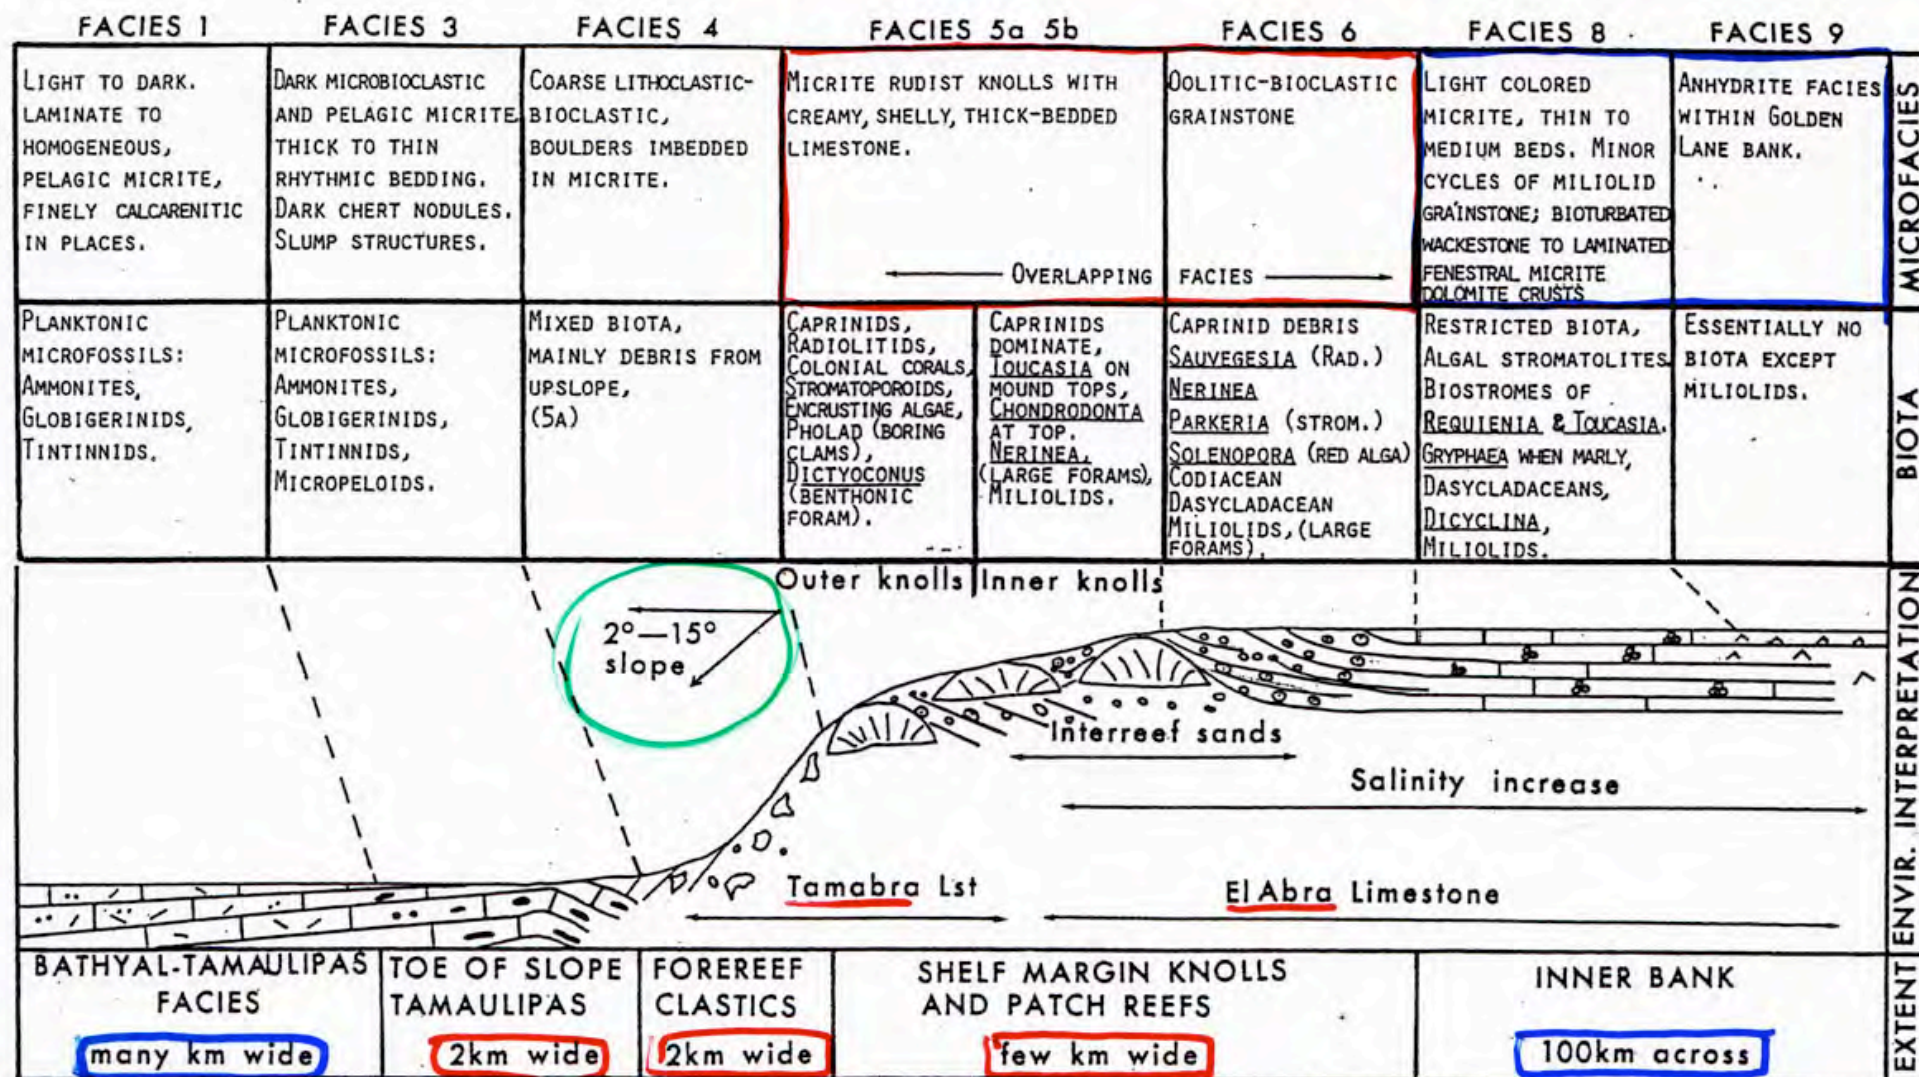 FACIES 1
FACIES 3
FACIES 4
FACIES 5a 5b
FACIES 6
FACIES 8
FACIES 9
LIGHT TO DARK.
LAMINATE TO
HOMOGENEOUS,
PELAGIC MICRITE,
FINELY CALCARENITIC
IN PLACES.
DARK MICROBIOCLASTIC
AND PELAGIC MICRITE
THICK TO THIN
RHYTHMIC BEDDING.
DARK CHERT NODULES.
SLUMP STRUCTURES.
COARSE LITHOCLASTIC-
BIOCLASTIC,
BOULDERS IMBEDDED
IN MICRITE.
MICRITE RUDIST KNOLLS WITH
CREAMY, SHELLY, THICK-BEDDED
LIMESTONE.
OOLITIC-BIOCLASTIC
GRAINSTONE
OVERLAPPING FACIES
LIGHT COLORED
MICRITE, THIN TO
MEDIUM BEDS. MINOR
CYCLES OF MILIOLID
GRAINSTONE; BIOTURBATED
WACKESTONE TO LAMINATED
FENESTRAL MICRITE
DOLOMITE CRUSTS
ANHYDRITE FACIES
WITHIN GOLDEN
LANE BANK.
MICROFACIES
PLANKTONIC
MICROFOSSILS:
AMMONITES,
GLOBIGERINIDS,
TINTINNIDS.
PLANKTONIC
MICROFOSSILS:
AMMONITES,
GLOBIGERINIDS,
TINTINNIDS,
MICROPELOIDS.
MIXED BIOTA,
MAINLY DEBRIS FROM
UPSLOPE,
(5A)
CAPRINIDS,
RADIOLITIDS,
COLONIAL CORALS,
STROMATOPOROIDS,
ENCRUSTING ALGAE,
PHOLAD (BORING
CLAMS),
DICTYOCONUS
(BENTHONIC
FORAM).
CAPRINIDS
DOMINATE,
TOUCASIA ON
MOUND TOPS,
CHONDRODONTA
AT TOP.
NERINEA,
(LARGE FORAMS),
MILIOLIDS.
CAPRINID DEBRIS
SAUVEGESIA (RAD.)
NERINEA
PARKERIA (STROM.)
SOLENOPORA (RED ALGA)
CODIACEAN
DASYCLADACEAN
MILIOLIDS, (LARGE
FORAMS).
RESTRICTED BIOTA,
ALGAL STROMATOLITES
BIOSTROMES OF
REQUIENIA & TOUCASIA.
GRYPHAEA WHEN MARLY,
DASYCLADACEANS,
DICYCLINA,
MILIOLIDS.
ESSENTIALLY NO
BIOTA EXCEPT
MILIOLIDS.
BIOTA
Outer knolls
Inner knolls
2°—15°
slope
Interreef sands
Salinity increase
Tamabra Lst
El Abra Limestone
ENVIR. INTERPRETATION
BATHYAL-TAMAULIPAS
FACIES
many km wide
TOE OF SLOPE
TAMAULIPAS
2km wide
FOREREEF
CLASTICS
2km wide
SHELF MARGIN KNOLLS
AND PATCH REEFS
few km wide
INNER BANK
100km across
EXTENT